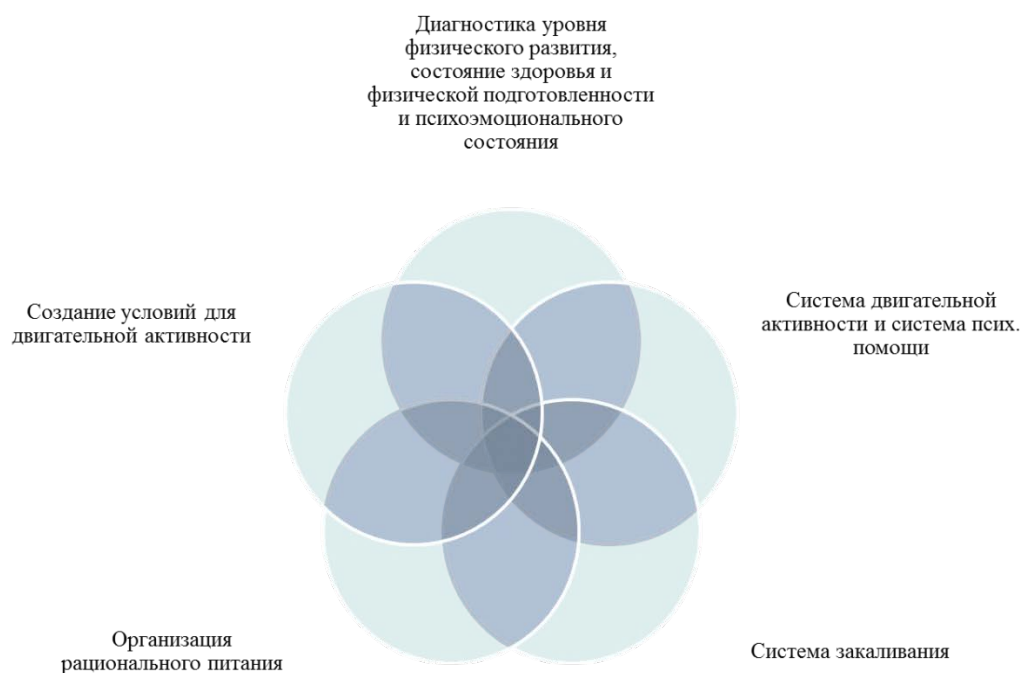 Диагностика уровня
физического развития,
состояние здоровья и
физической подготовленности
и психоэмоционального
состояния
Создание условий для
двигательной активности
Система двигательной
активности и система псих.
помощи
Организация
рационального питания
Система закаливания